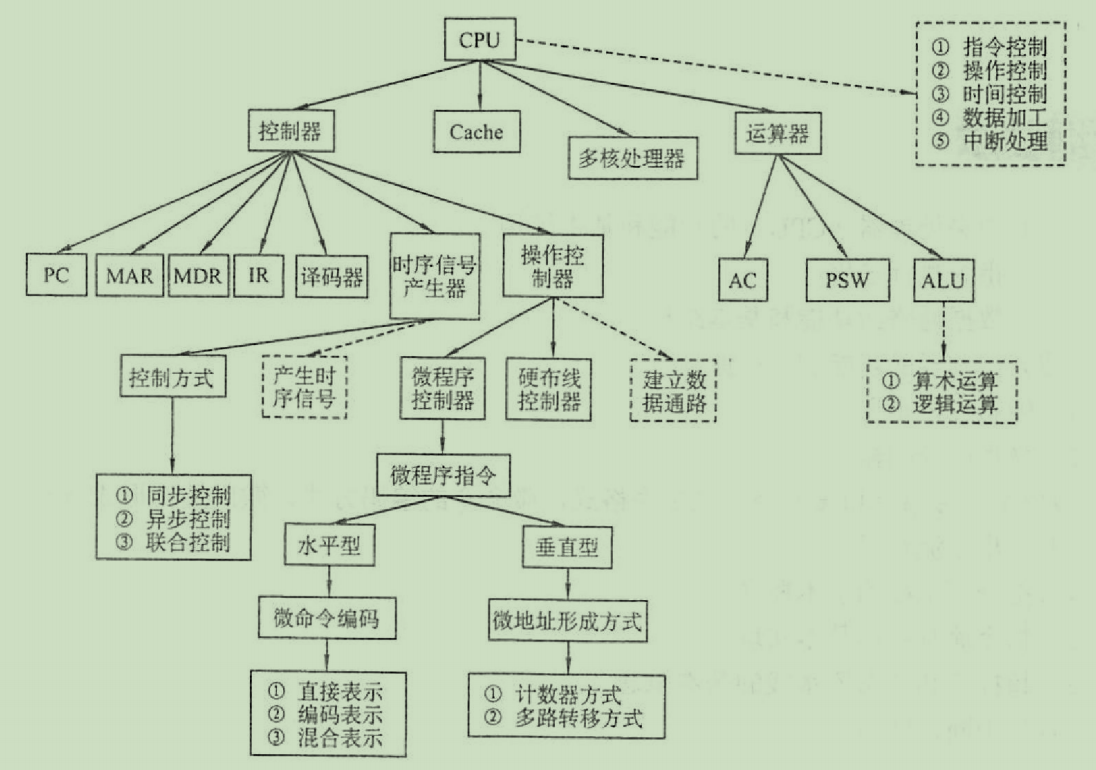 CPU
① 指令控制
② 操作控制
③ 时间控制
④ 数据加工
⑤ 中断处理
控制器
Cache
多核处理器
运算器
PC
MAR
MDR
IR
译码器
时序信号
产生器
操作控
制器
AC
PSW
ALU
控制方式
产生时
序信号
微程序
控制器
硬布线
控制器
建立数
据通路
① 算术运算
② 逻辑运算
微程序指令
① 同步控制
② 异步控制
③ 联合控制
水平型
垂直型
微命令编码
微地址形成方式
① 直接表示
② 编码表示
③ 混合表示
① 计数器方式
② 多路转移方式